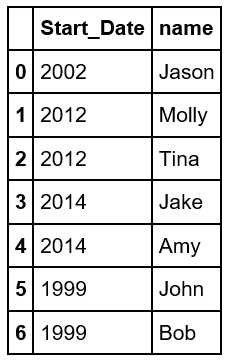 Start_Date name
0 2002 Jason
1 2012 Molly
2 2012 Tina
3 2014 Jake
4 2014 Amy
5 1999 John
6 1999 Bob